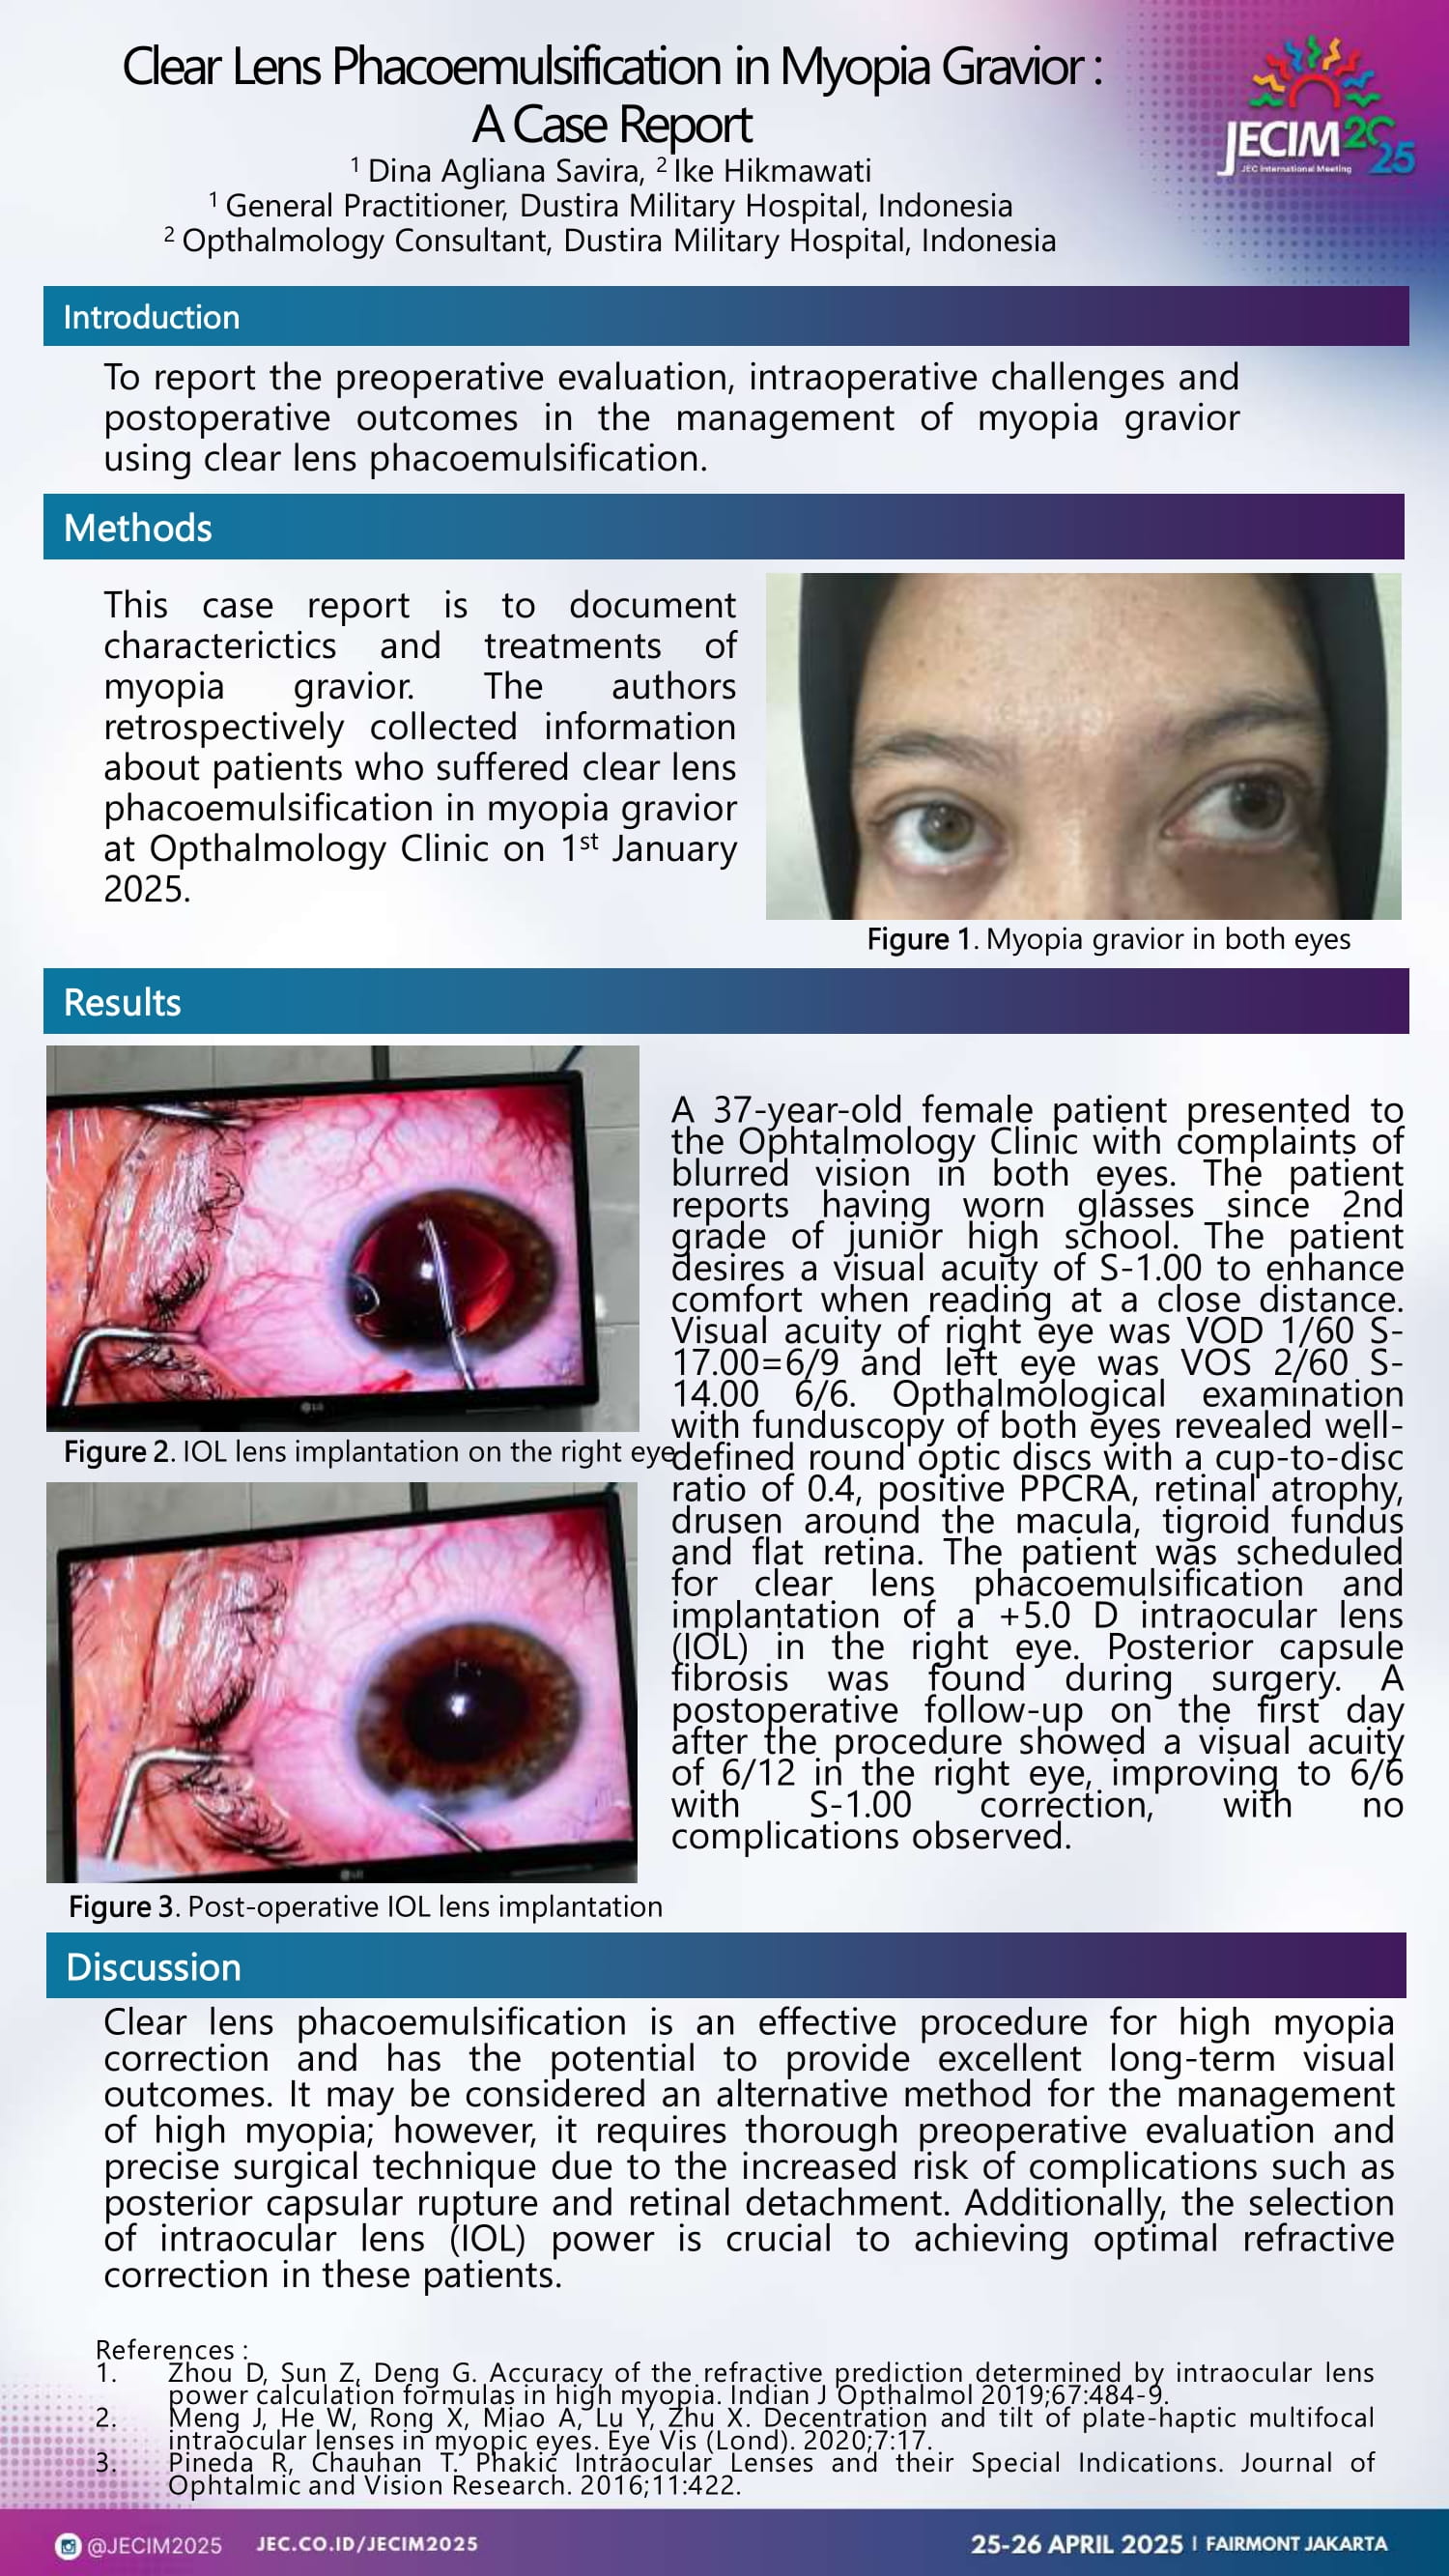 Clear Lens Phacoemulsification in Myopia Gravior :
A Case Report
1 Dina Agliana Savira, 2 Ike Hikmawati
1 General Practitioner, Dustira Military Hospital, Indonesia
2 Opthalmology Consultant, Dustira Military Hospital, Indonesia
JECIM 2025
JEC International Meeting
Introduction
To report the preoperative evaluation, intraoperative challenges and
postoperative outcomes in the management of myopia gravior
using clear lens phacoemulsification.
Methods
This case report is to document
characterictics and treatments of
myopia gravior. The authors
retrospectively collected information
about patients who suffered clear lens
phacoemulsification in myopia gravior
at Opthalmology Clinic on 1st January
2025.
Figure 1. Myopia gravior in both eyes
Results
LG
Figure 2. IOL lens implantation on the right eye
LG
Figure 3. Post-operative IOL lens implantation
A 37-year-old female patient presented to
the Ophtalmology Clinic with complaints of
blurred vision in both eyes. The patient
reports having worn glasses since 2nd
grade of junior high school. The patient
desires a visual acuity of S-1.00 to enhance
comfort when reading at a close distance.
Visual acuity of right eye was VOD 1/60 S-
17.00=6/9 and left eye was VOS 2/60 S-
14.00 6/6. Opthalmological examination
with funduscopy of both eyes revealed well-
defined round optic discs with a cup-to-disc
ratio of 0.4, positive PPCRA, retinal atrophy,
drusen around the macula, tigroid fundus
and flat retina. The patient was scheduled
for clear lens phacoemulsification and
implantation of a +5.0 D intraocular lens
(IOL) in the right eye. Posterior capsule
fibrosis was found during surgery. A
postoperative follow-up on the first day
after the procedure showed a visual acuity
of 6/12 in the right eye, improving to 6/6
with S-1.00 correction, with no
complications observed.
Discussion
Clear lens phacoemulsification is an effective procedure for high myopia
correction and has the potential to provide excellent long-term visual
outcomes. It may be considered an alternative method for the management
of high myopia; however, it requires thorough preoperative evaluation and
precise surgical technique due to the increased risk of complications such as
posterior capsular rupture and retinal detachment. Additionally, the selection
of intraocular lens (IOL) power is crucial to achieving optimal refractive
correction in these patients.
References :
1. Zhou D, Sun Z, Deng G. Accuracy of the refractive prediction determined by intraocular lens
power calculation formulas in high myopia. Indian J Opthalmol 2019;67:484-9.
2. Meng J, He W, Rong X, Miao A, Lu Y, Zhu X. Decentration and tilt of plate-haptic multifocal
intraocular lenses in myopic eyes. Eye Vis (Lond). 2020;7:17.
3. Pineda R, Chauhan T. Phakic Intraocular Lenses and their Special Indications. Journal of
Ophtalmic and Vision Research. 2016;11:422.
@JECIM2025 JEC.CO.ID/JECIM2025 25-26 APRIL 2025 | FAIRMONT JAKARTA